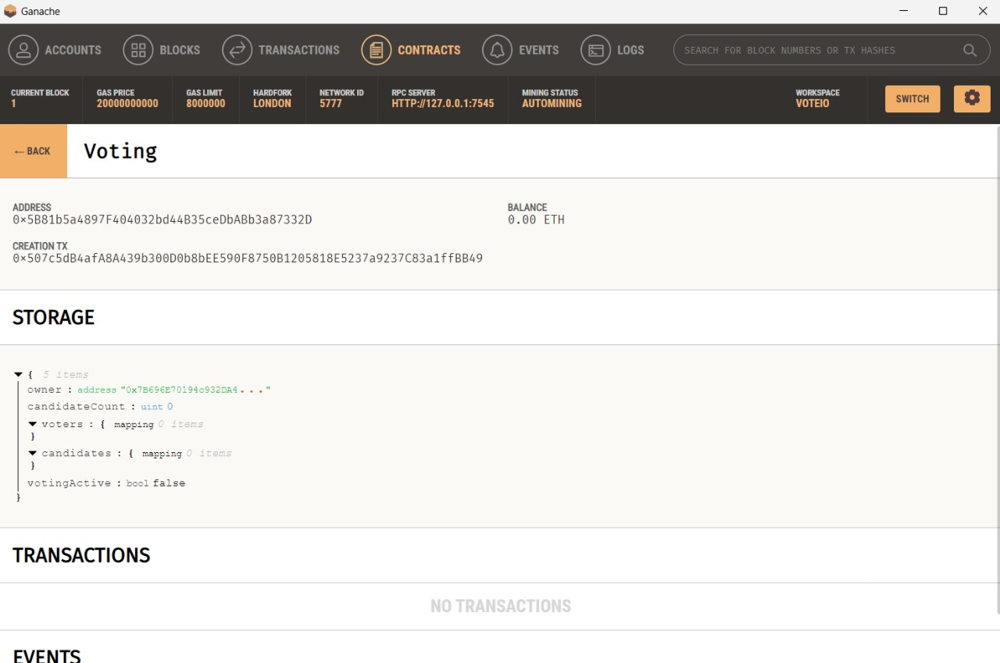 Ganache
ACCOUNTS BLOCKS TRANSACTIONS CONTRACTS EVENTS LOGS SEARCH FOR BLOCK NUMBERS OR TX HASHES
CURRENT BLOCK GAS PRICE GAS LIMIT HARDFORK NETWORK ID RPC SERVER MINING STATUS WORKSPACE
1 20000000000 8000000 LONDON 5777 HTTP://127.0.0.1:7545 AUTOMINING VOTEIO
SWITCH
← BACK Voting
ADDRESS BALANCE
0×5B81b5a4897F404032bd44B35ceDbABb3a87332D 0.00 ETH
CREATION TX
0×507c5dB4afA8A439b300D0b8bEE590F8750B1205818E5237a9237C83a1ffBB49
STORAGE
{ 5 items
owner : address "0x7B696E70194c932DA4..."
candidateCount : uint 0
voters : { mapping 0 items
}
candidates : { mapping 0 items
}
votingActive : bool false
}
TRANSACTIONS
NO TRANSACTIONS
EVENTS